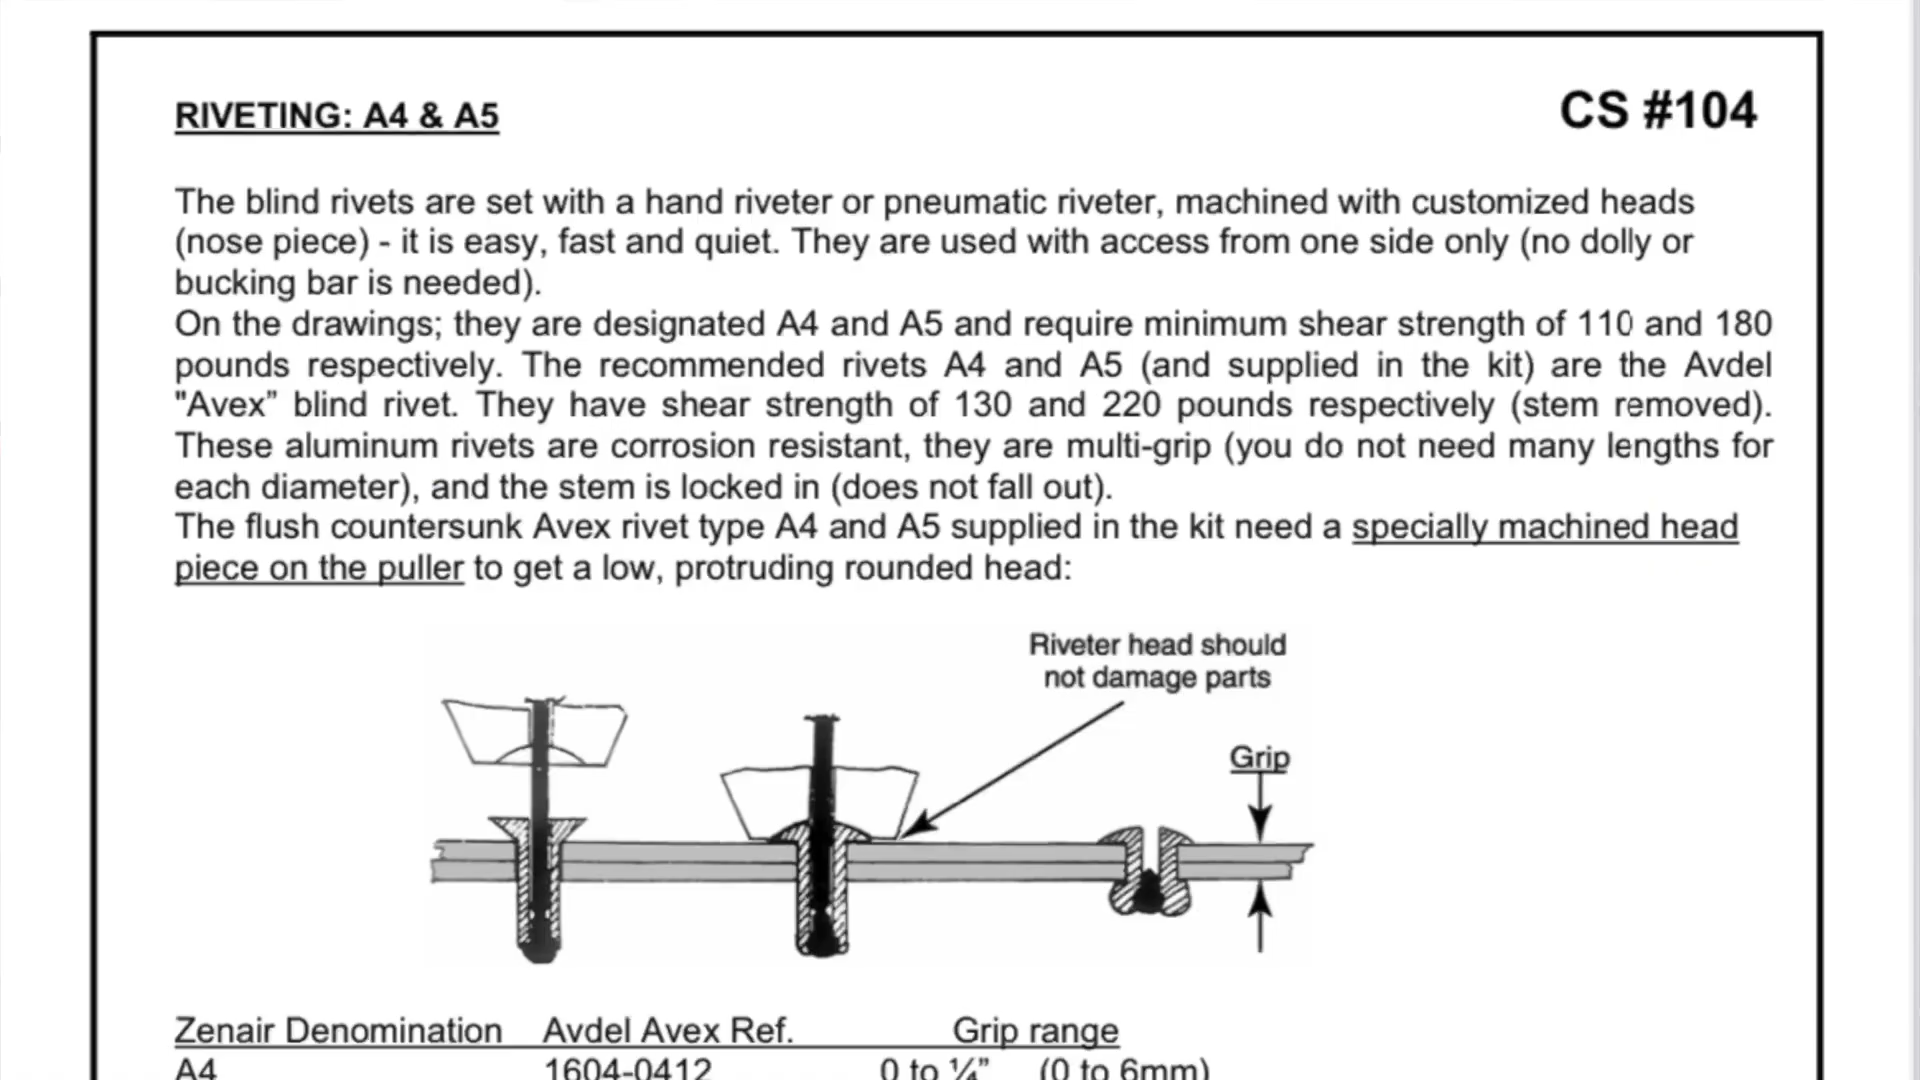 RIVETING: A4 & A5
CS #104
The blind rivets are set with a hand riveter or pneumatic riveter, machined with customized heads
(nose piece) - it is easy, fast and quiet. They are used with access from one side only (no dolly or
bucking bar is needed).
On the drawings; they are designated A4 and A5 and require minimum shear strength of 110 and 180
pounds respectively. The recommended rivets A4 and A5 (and supplied in the kit) are the Avdel
"Avex” blind rivet. They have shear strength of 130 and 220 pounds respectively (stem removed).
These aluminum rivets are corrosion resistant, they are multi-grip (you do not need many lengths for
each diameter), and the stem is locked in (does not fall out).
The flush countersunk Avex rivet type A4 and A5 supplied in the kit need a specially machined head
piece on the puller to get a low, protruding rounded head:
Riveter head should
not damage parts
Grip
Zenair Denomination Avdel Avex Ref. Grip range
A4 1604-0412 0 to ¼” (0 to 6mm)